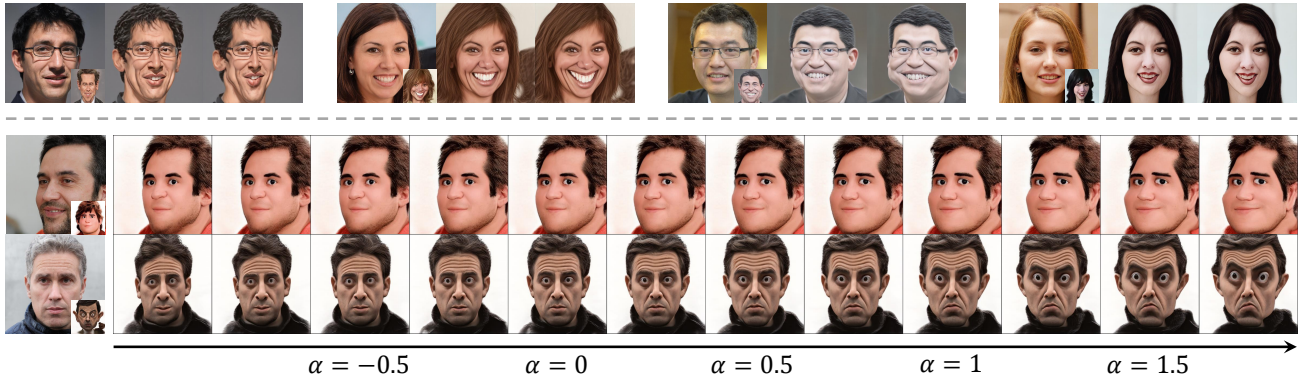 α = −0.5 α = 0 α = 0.5 α = 1 α = 1.5